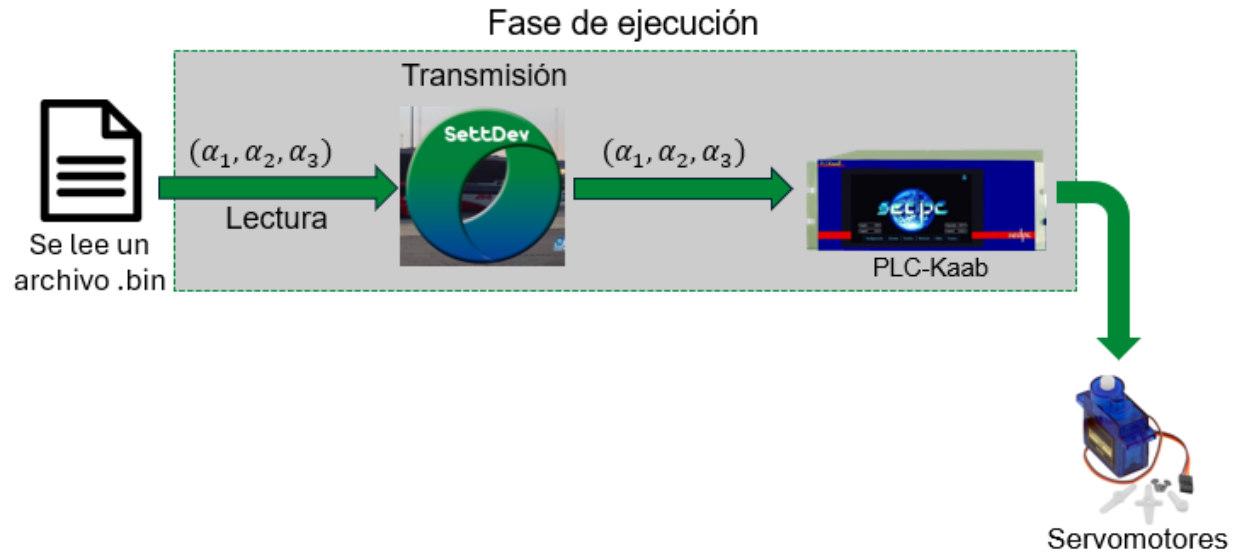 Fase de ejecución
Transmisión
SettDev
(α₁, α₂, α₃)
(α₁, α₂, α₃)
Lectura
setpc
setpc
Se lee un
archivo .bin
PLC-Kaab
Servomotores